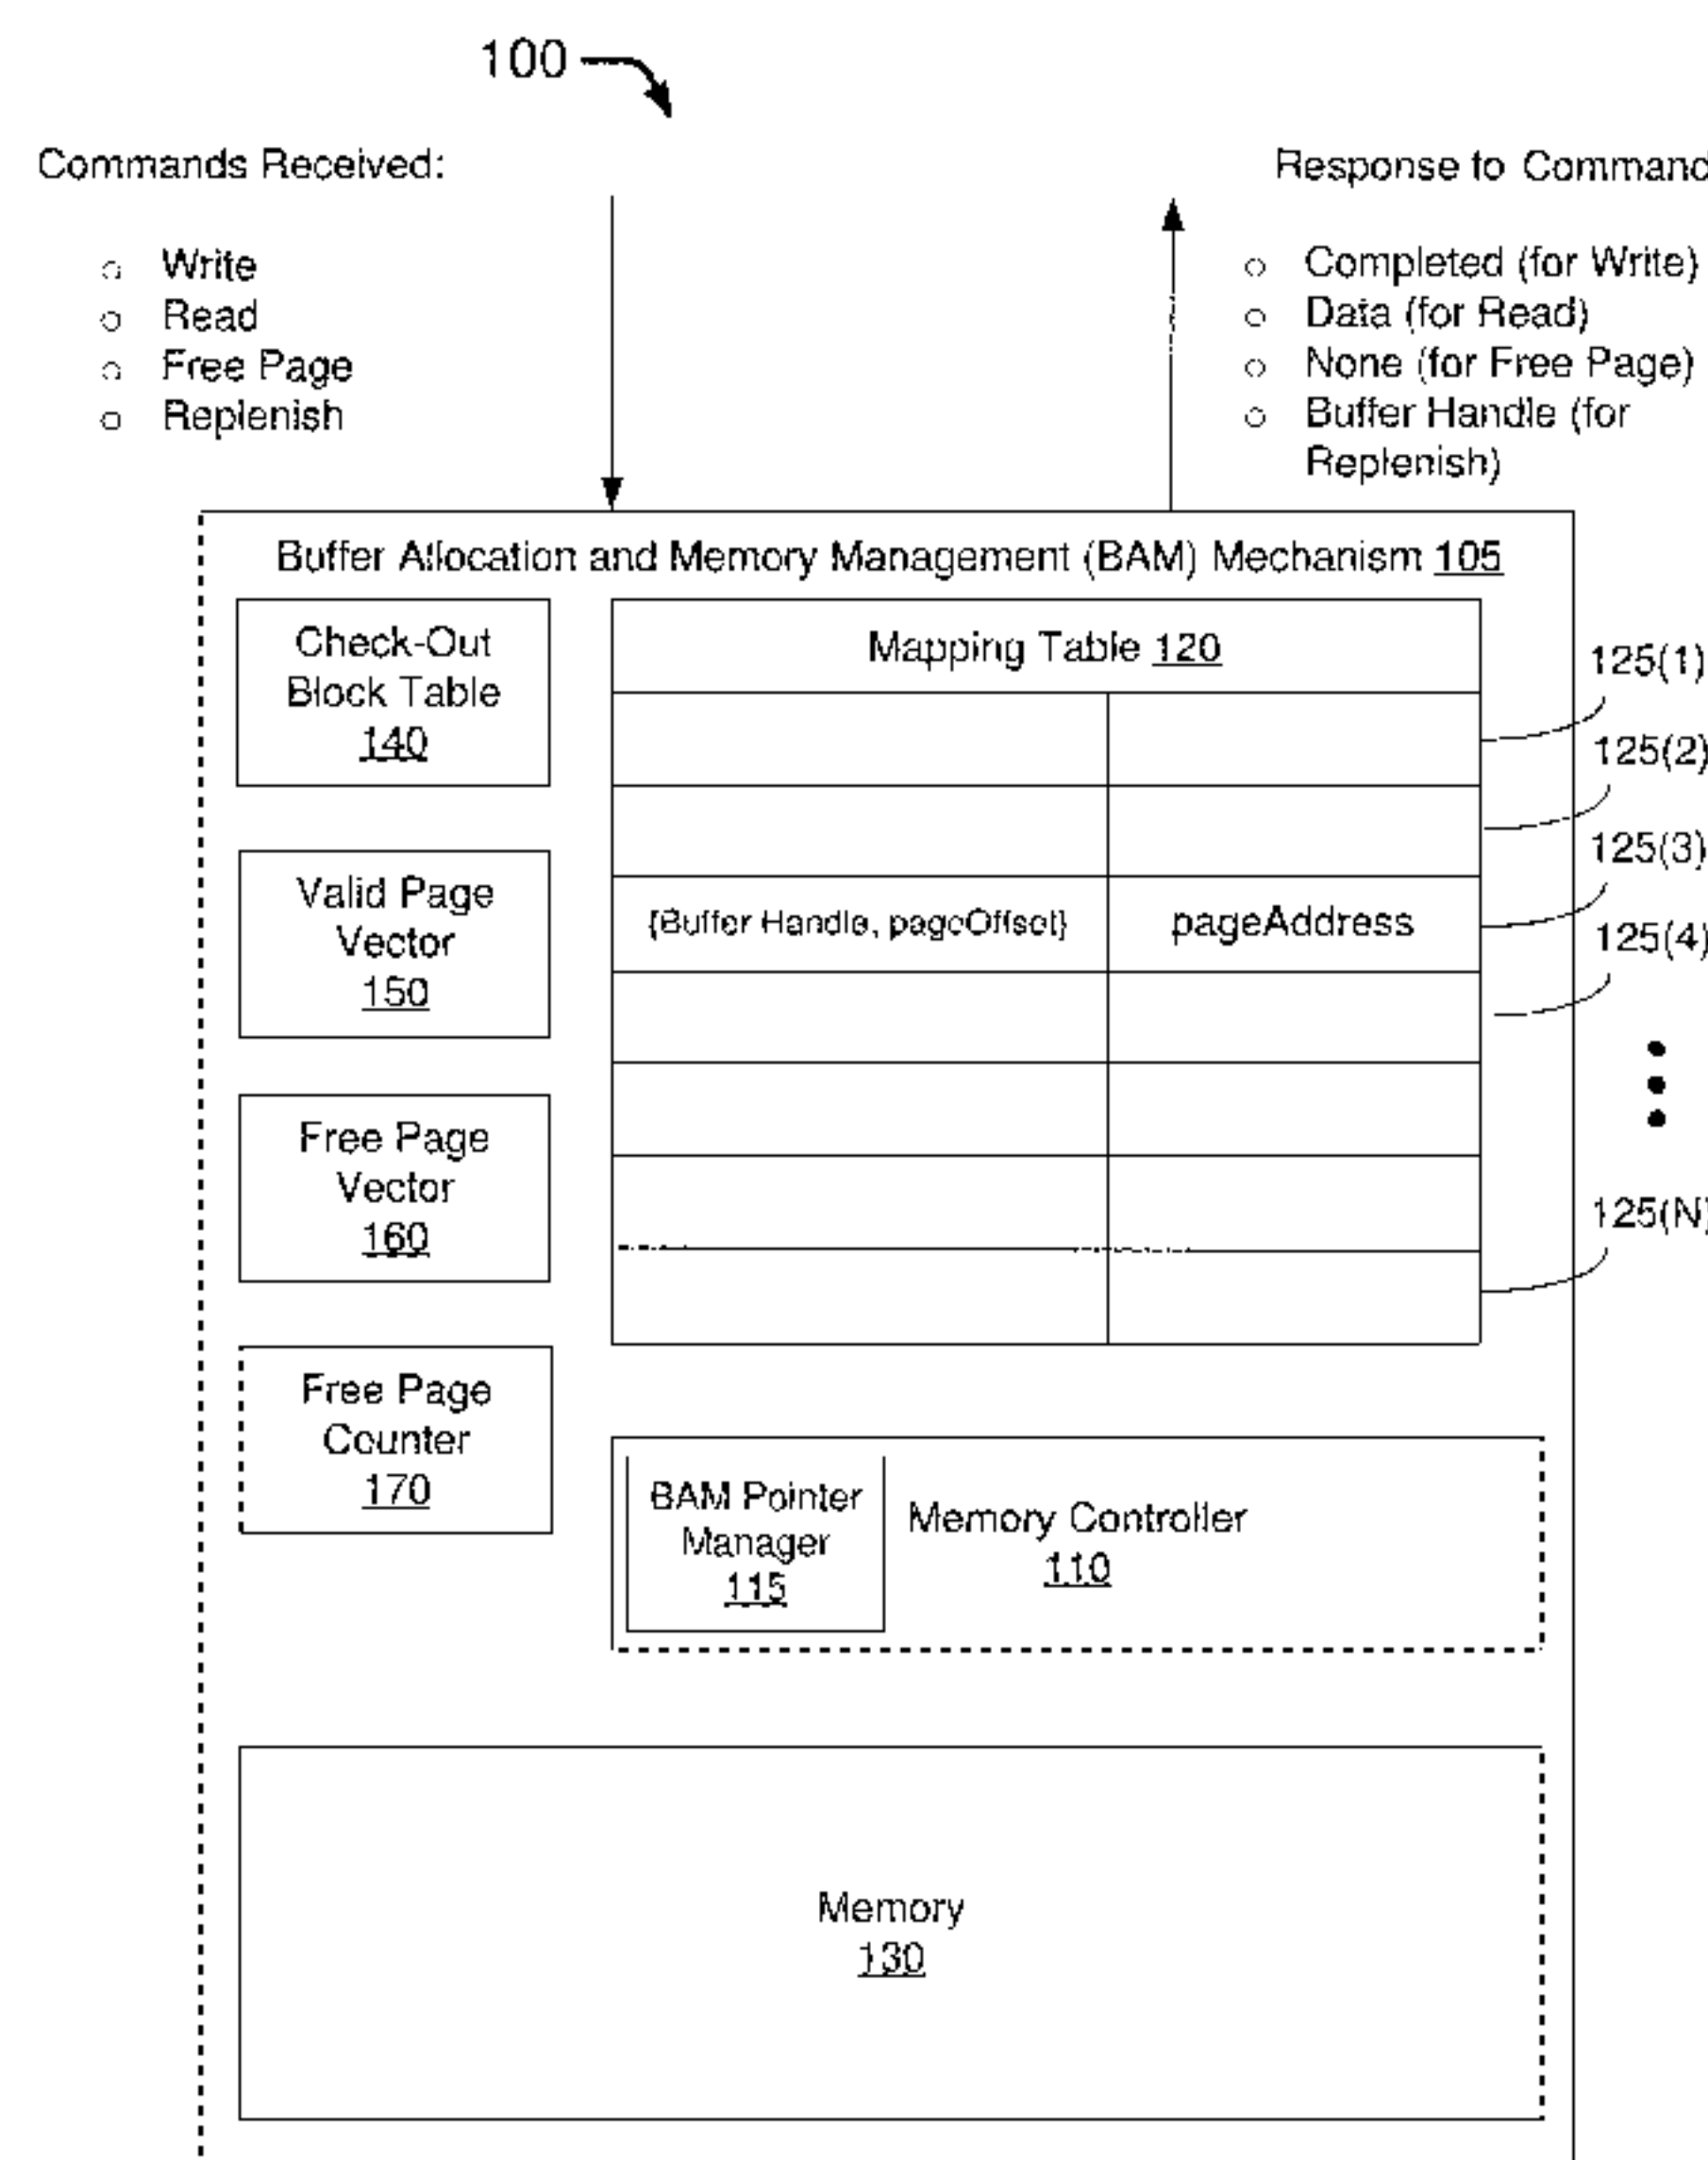 100
Commands Received:
Write
Read
Free Page
Replenish
Response to Command
Completed (for Write)
Data (for Read)
None (for Free Page)
Buffer Handle (for
Replenish)
Buffer Allocation and Memory Management (BAM) Mechanism 105
Check-Out
Block Table
140
Valid Page
Vector
150
Free Page
Vector
160
Free Page
Counter
170
Mapping Table 120
{Buffer Handle, pageOffset}
pageAddress
125(1)
125(2)
125(3)
125(4)
125(N)
BAM Pointer
Manager
115
Memory Controller
110
Memory
130